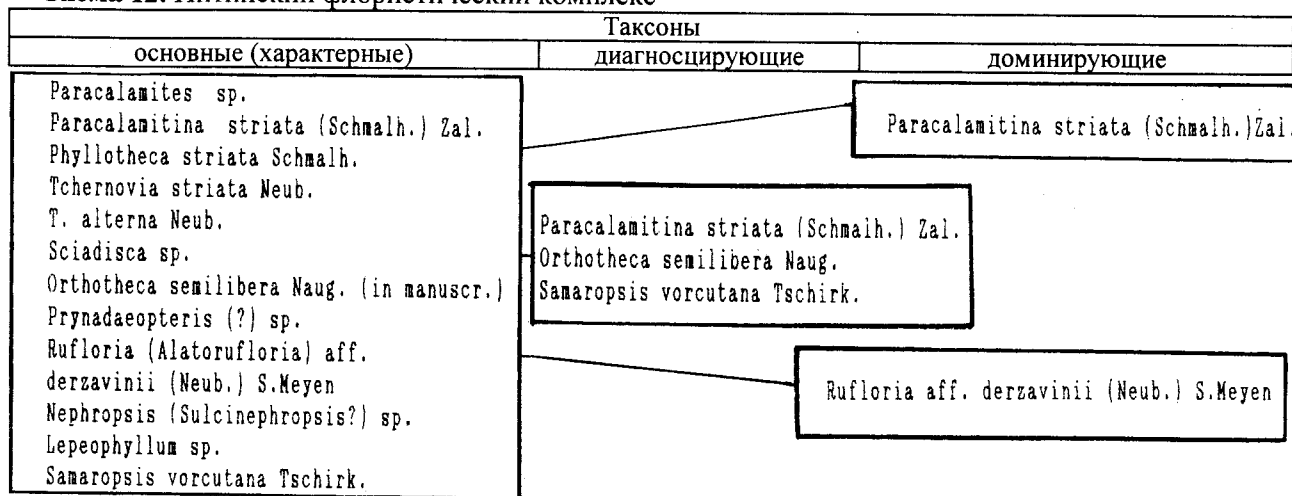 Таксоны
основные (характерные) диагносцирующие доминирующие
Paracalamites sp.
Paracalamitina striata (Schmalh.) Zal.
Phyllotheca striata Schmalh.
Tchernovia striata Neub.
T. alterna Neub.
Sciadisca sp.
Orthotheca semilibera Naug. (in manuscr.)
Prynadaeopteris (?) sp.
Rufloria (Alatorufloria) aff.
derzavinii (Neub.) S.Meyen
Nephropsis (Sulcinephropsis?) sp.
Lepeophyllum sp.
Samaropsis vorcutana Tschirk.
Paracalamitina striata (Schmalh.) Zal.
Orthotheca semilibera Naug.
Samaropsis vorcutana Tschirk.
Paracalamitina striata (Schmalh.)Zal.
Rufloria aff. derzavinii (Neub.) S.Meyen